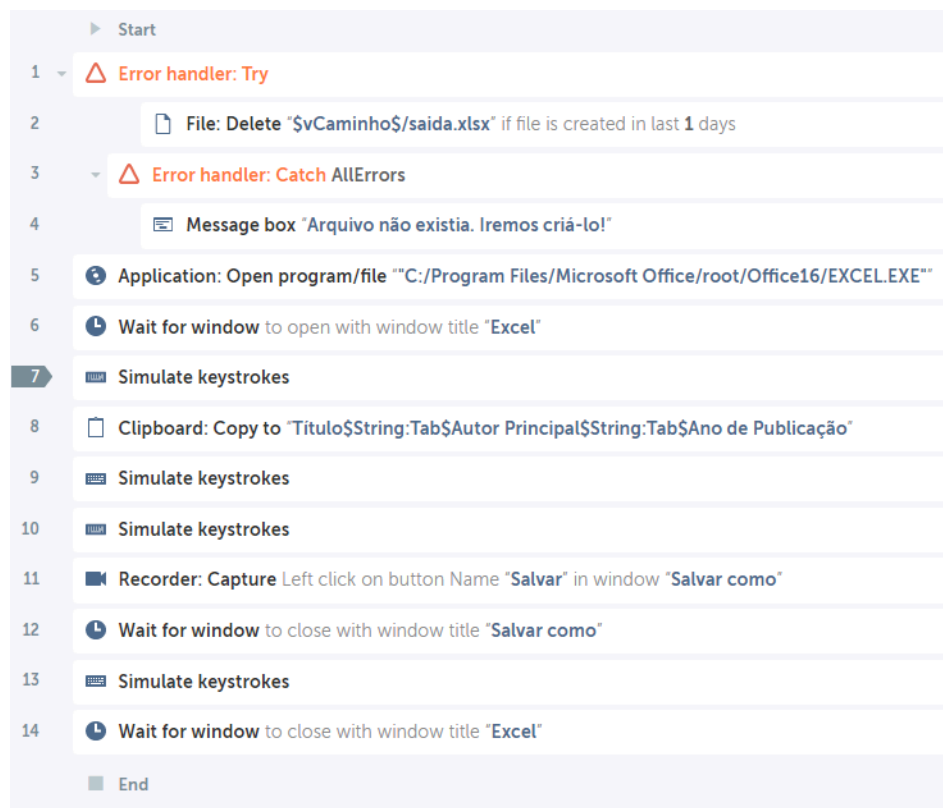 Start
1 Error handler: Try
2 File: Delete "$vCaminho$/saida.xlsx" if file is created in last 1 days
3 Error handler: Catch AllErrors
4 Message box "Arquivo não existia. Iremos criá-lo!"
5 Application: Open program/file ""C:/Program Files/Microsoft Office/root/Office16/EXCEL.EXE""
6 Wait for window to open with window title "Excel"
7 Simulate keystrokes
8 Clipboard: Copy to "Título$String:Tab$Autor Principal$String:Tab$Ano de Publicação"
9 Simulate keystrokes
10 Simulate keystrokes
11 Recorder: Capture Left click on button Name "Salvar" in window "Salvar como"
12 Wait for window to close with window title "Salvar como"
13 Simulate keystrokes
14 Wait for window to close with window title "Excel"
End